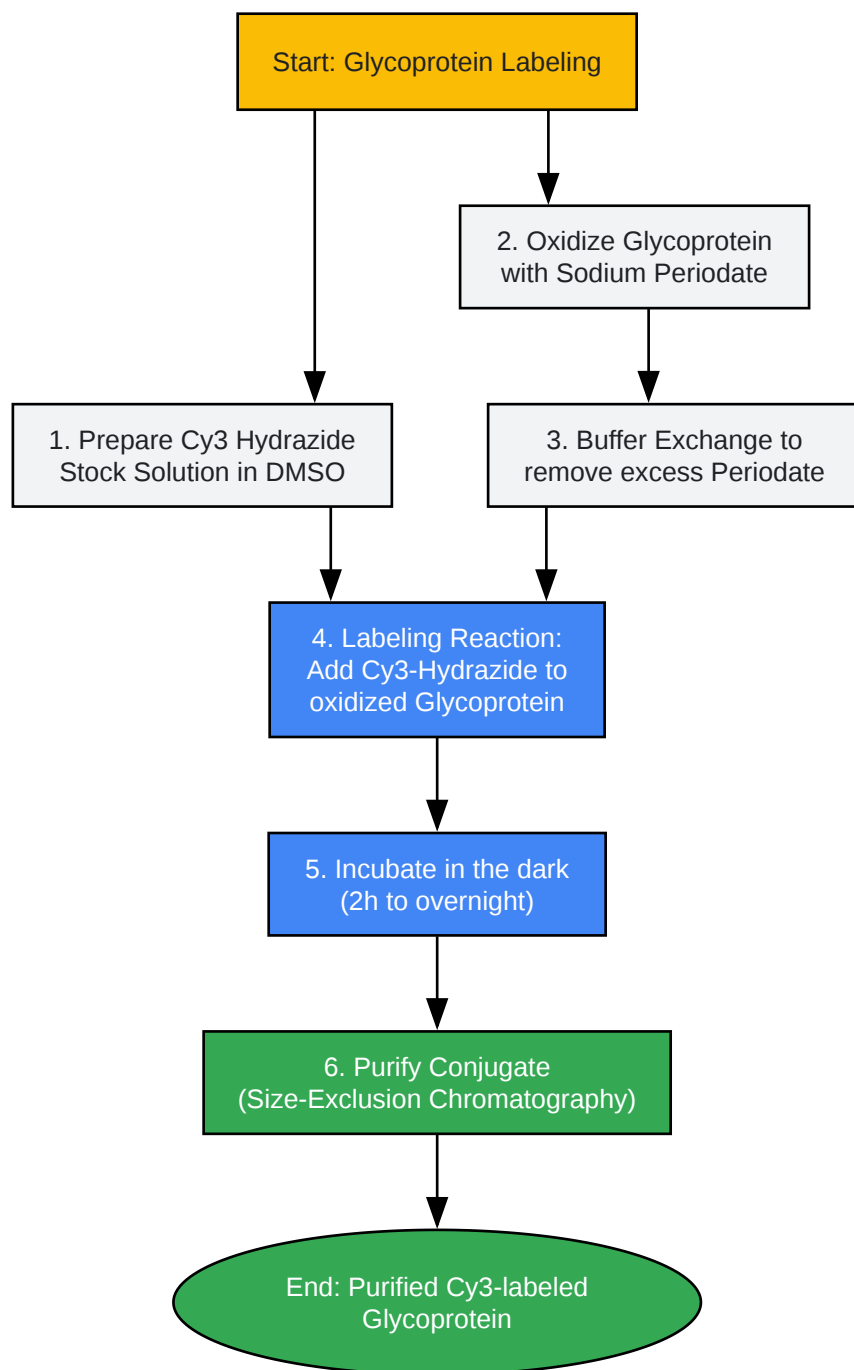 Start: Glycoprotein Labeling
2. Oxidize Glycoprotein
with Sodium Periodate
1. Prepare Cy3 Hydrazide
Stock Solution in DMSO
3. Buffer Exchange to
remove excess Periodate
4. Labeling Reaction:
Add Cy3-Hydrazide to
oxidized Glycoprotein
5. Incubate in the dark
(2h to overnight)
6. Purify Conjugate
(Size-Exclusion Chromatography)
End: Purified Cy3-labeled
Glycoprotein